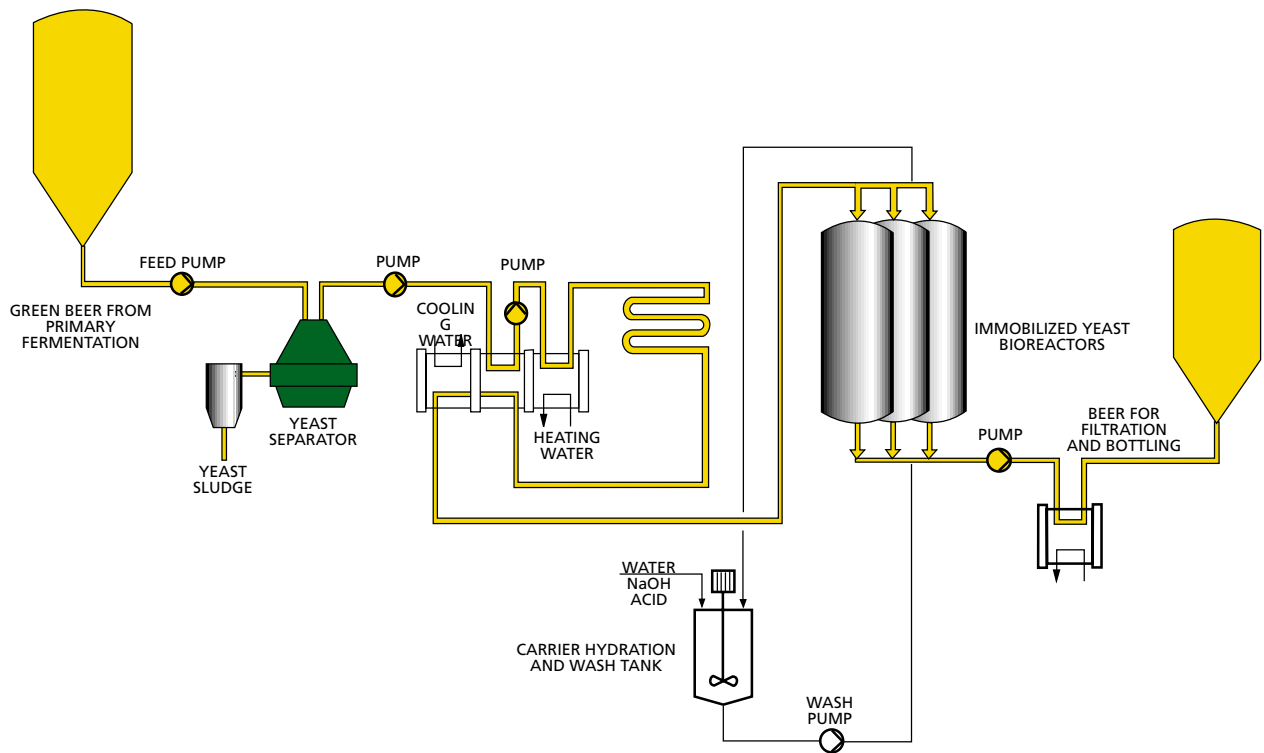 FEED PUMP
PUMP
PUMP
GREEN BEER FROM
PRIMARY
FERMENTATION
COOLIN
G
WATER
YEAST
SEPARATOR
HEATING
WATER
YEAST
SLUDGE
IMMOBILIZED YEAST
BIOREACTORS
PUMP
BEER FOR
FILTRATION
AND BOTTLING
WATER
NaOH
ACID
CARRIER HYDRATION
AND WASH TANK
WASH
PUMP